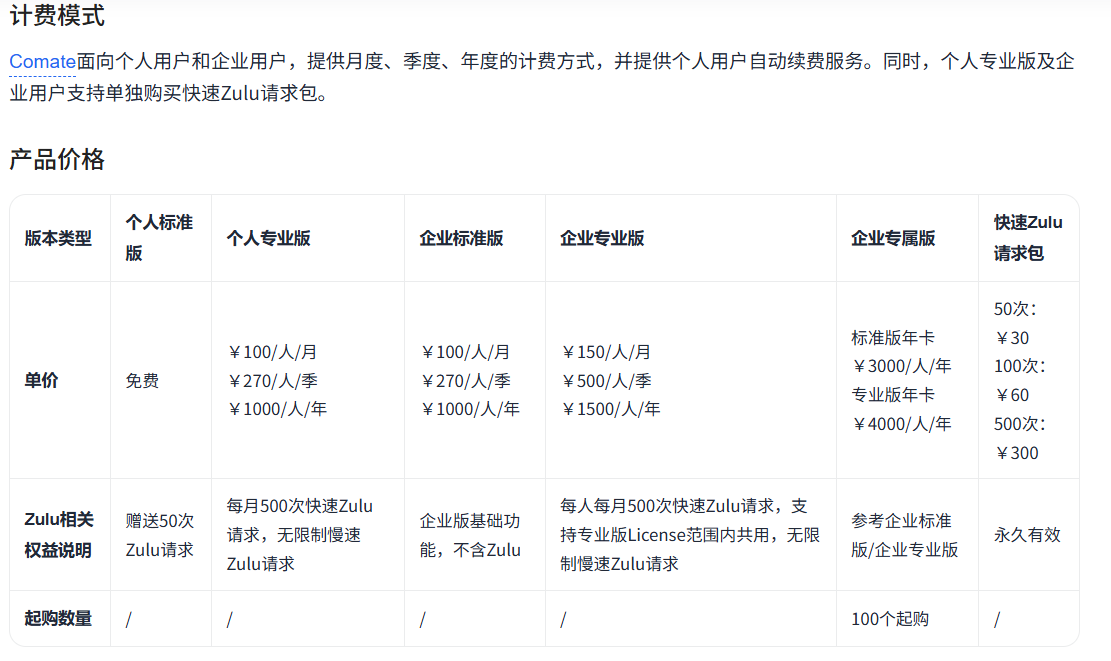 计费模式
Comate面向个人用户和企业用户，提供月度、季度、年度的计费方式，并提供个人用户自动续费服务。同时，个人专业版及企
业用户支持单独购买快速Zulu请求包。
产品价格
版本类型
个人标准
版
个人专业版
企业标准版
企业专业版
企业专属版
快速Zulu
请求包
单价
免费
￥100/人/月
￥270/人/季
￥1000/人/年
￥100/人/月
￥270/人/季
￥1000/人/年
￥150/人/月
￥500/人/季
￥1500/人/年
标准版年卡
￥3000/人/年
专业版年卡
￥4000/人/年
50次：
￥30
100次：
￥60
500次：
￥300
Zulu相关
权益说明
赠送50次
Zulu请求
每月500次快速Zulu
请求，无限制慢速
Zulu请求
企业版基础功
能，不含Zulu
每人每月500次快速Zulu请求，支
持专业版License范围内共用，无限
制慢速Zulu请求
参考企业标准
版/企业专业版
永久有效
起购数量
/
/
/
/
100个起购
/